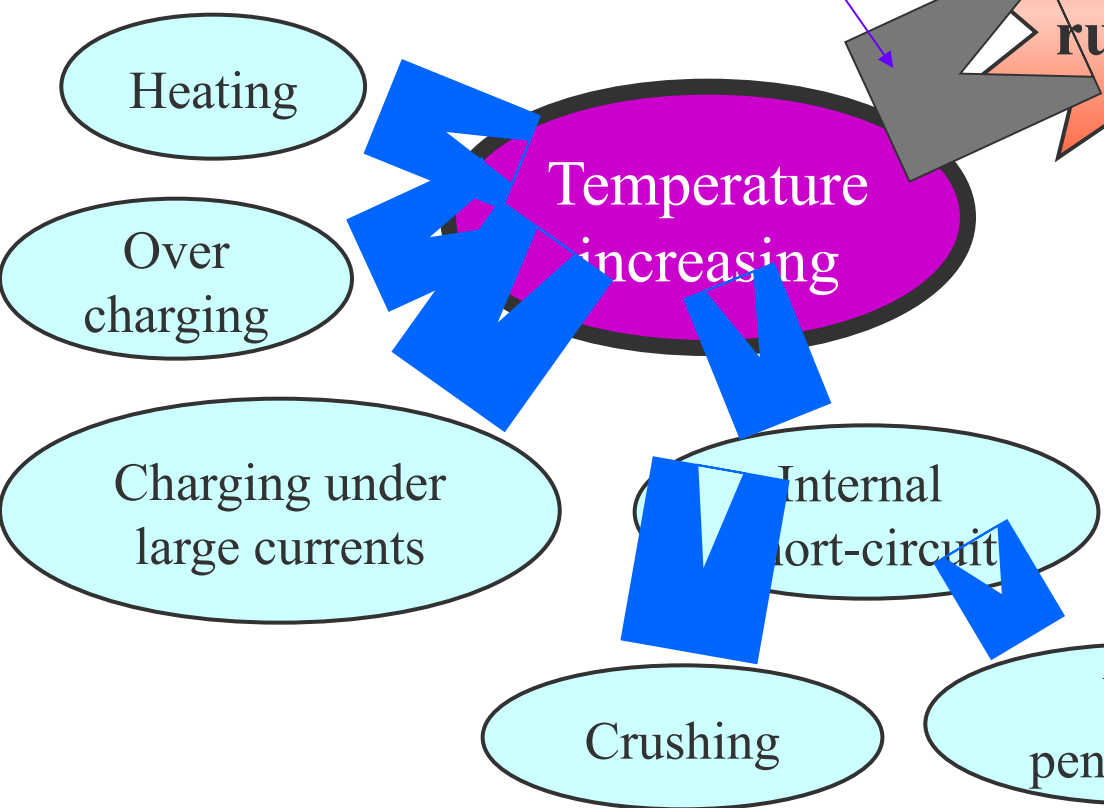 Heating
Temperature
increasing
Over
charging
Charging under
large currents
Internal
Crushing